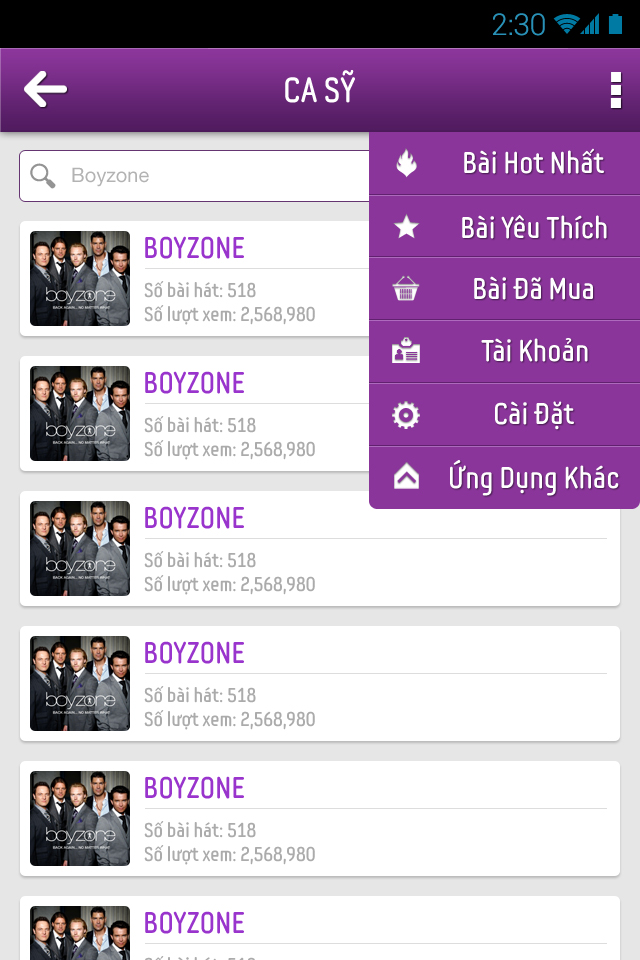 2:30
CA SỸ
Boyzone
Bài Hot Nhất
Bài Yêu Thích
Bài Đã Mua
Tài Khoản
Cài Đặt
Ứng Dụng Khác
boyzone
BACK AGAIN... NO MATTER WHAT
BOYZONE
Số bài hát: 518
Số lượt xem: 2,568,980
boyzone
BACK AGAIN... NO MATTER WHAT
BOYZONE
Số bài hát: 518
Số lượt xem: 2,568,980
boyzone
BACK AGAIN... NO MATTER WHAT
BOYZONE
Số bài hát: 518
Số lượt xem: 2,568,980
boyzone
BACK AGAIN... NO MATTER WHAT
BOYZONE
Số bài hát: 518
Số lượt xem: 2,568,980
boyzone
BACK AGAIN... NO MATTER WHAT
BOYZONE
Số bài hát: 518
Số lượt xem: 2,568,980
BOYZONE